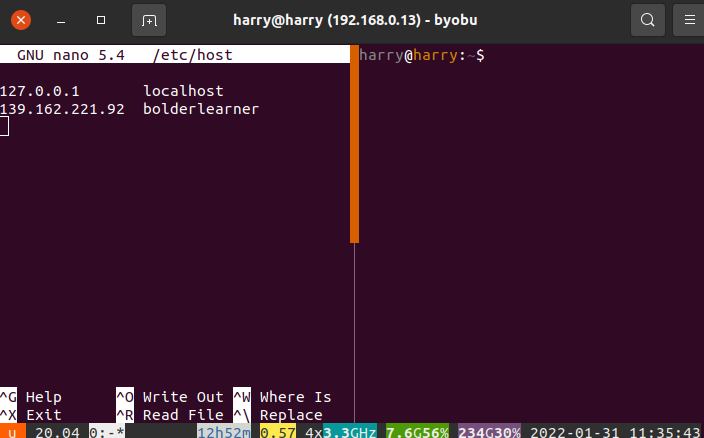 harry@harry (192.168.0.13) - byobu
GNU nano 5.4 /etc/host
127.0.0.1 localhost
139.162.221.92 bolderlearner
harry@harry:~$
^G Help ^O Write Out ^W Where Is
^X Exit ^R Read File ^\ Replace
u 20.04 0:-* 12h52m 0.57 4x3.3GHz 7.6G56% 234G30% 2022-01-31 11:35:43